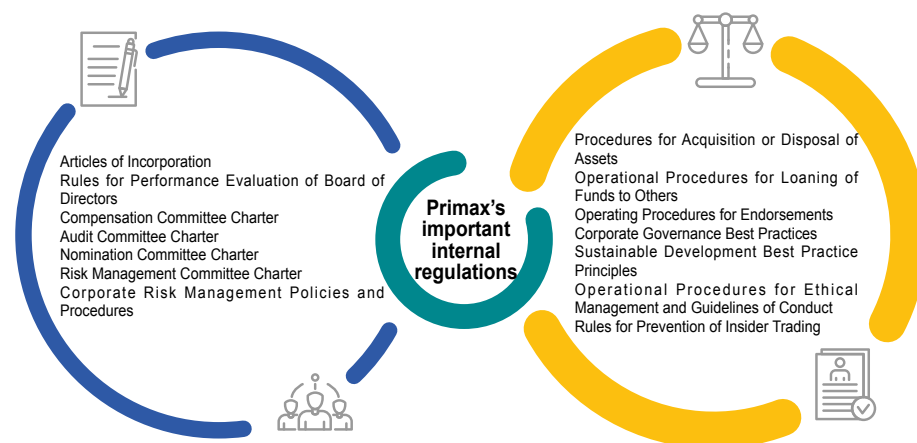 Articles of Incorporation
Rules for Performance Evaluation of Board of
Directors
Compensation Committee Charter
Audit Committee Charter
Nomination Committee Charter
Risk Management Committee Charter
Corporate Risk Management Policies and
Procedures
Primax's
important
internal
regulations
Procedures for Acquisition or Disposal of
Assets
Operational Procedures for Loaning of
Funds to Others
Operating Procedures for Endorsements
Corporate Governance Best Practices
Sustainable Development Best Practice
Principles
Operational Procedures for Ethical
Management and Guidelines of Conduct
Rules for Prevention of Insider Trading